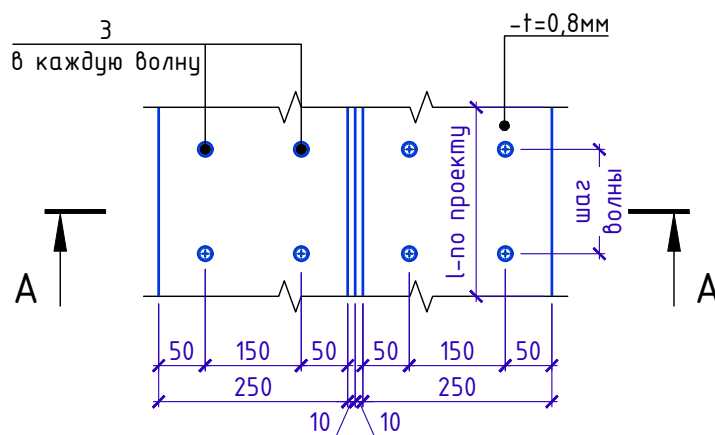 3
в каждую волну
-t=0,8мм
l-по проекту
шаг
волны
А
А
50
150
50
50
150
50
250
250
10
10